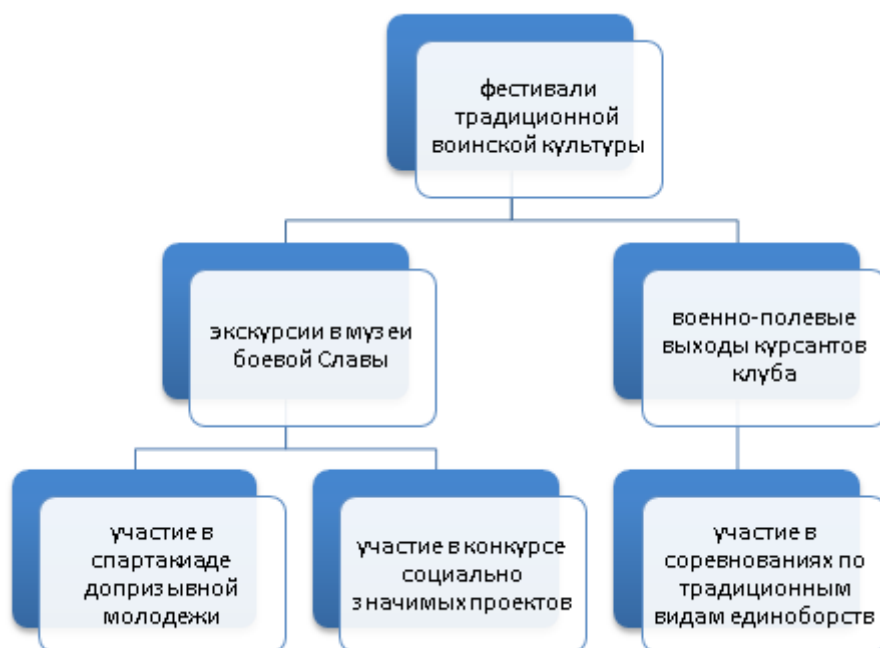 фестивали
традиционной
воинской культуры
экскурсии в музеи
боевой Славы
военно-полевые
выходы курсантов
клуба
участие в
спартакиаде
допризывной
молодежи
участие в конкурсе
социально
значимых проектов
участие в
соревнованиях по
традиционным
видам единоборств